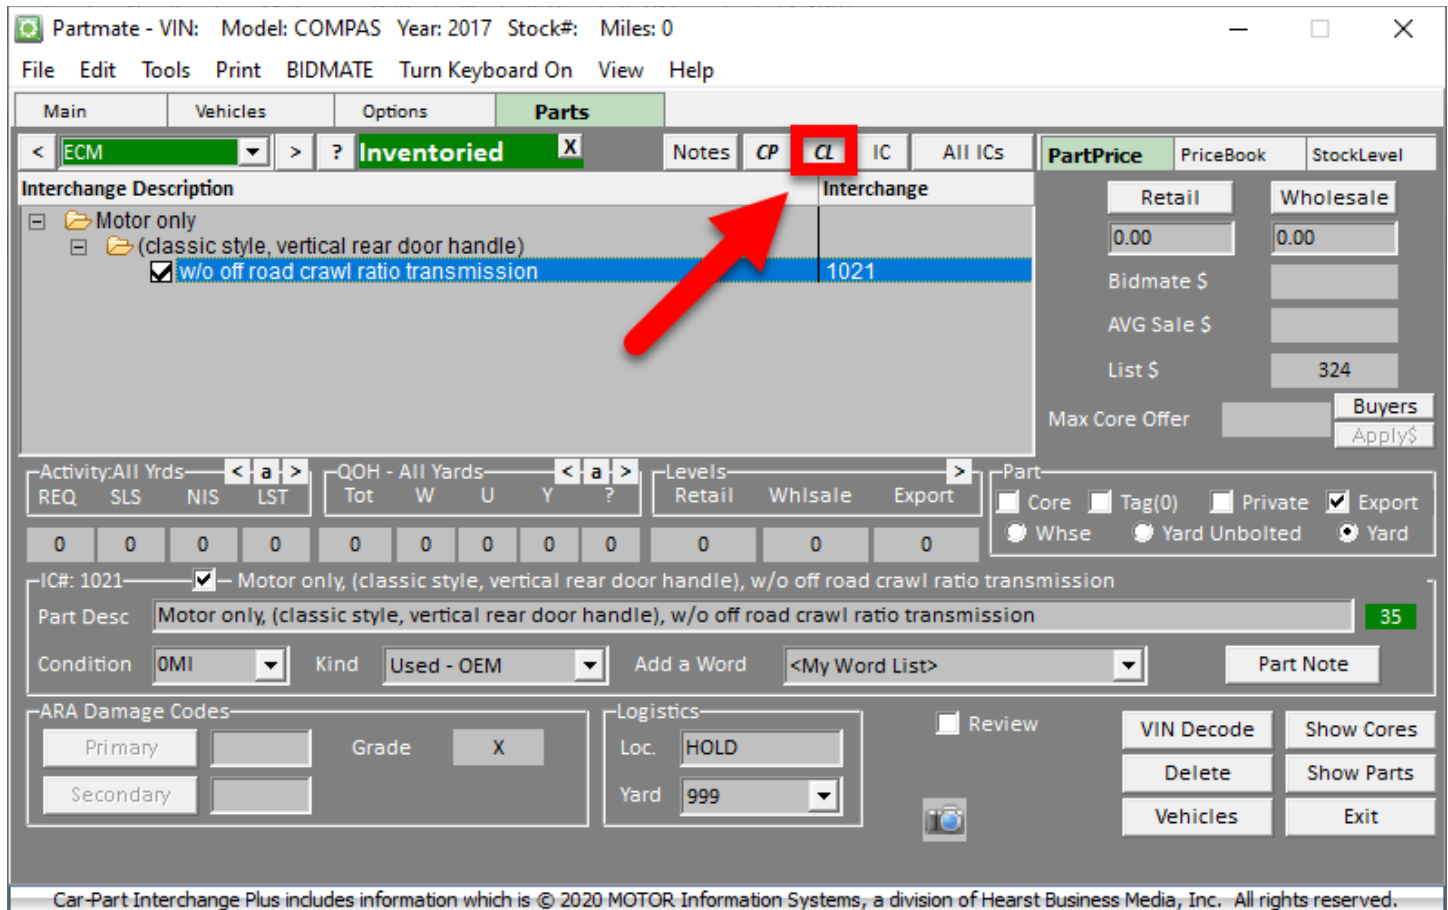 Partmate - VIN: Model: COMPAS Year: 2017 Stock#: Miles: 0
File Edit Tools Print BIDMATE Turn Keyboard On View Help
Main Vehicles Options Parts
< ECM > ? Inventoried X Notes CP CL IC All ICs PartPrice PriceBook StockLevel
Interchange Description Interchange
Motor only
(classic style, vertical rear door handle)
w/o off road crawl ratio transmission 1021
Retail Wholesale
0.00 0.00
Bidmate $
AVG Sale $
List $ 324
Max Core Offer Buyers
Apply$
Activity:All Yrds < a > QOH - All Yards < a > Levels > Part
REQ SLS NIS LST Tot W U Y ? Retail Whlsale Export Core Tag(0) Private Export
Whse Yard Unbolted Yard
0 0 0 0 0 0 0 0 0 0 0 0
IC#: 1021 Motor only, (classic style, vertical rear door handle), w/o off road crawl ratio transmission
Part Desc Motor only, (classic style, vertical rear door handle), w/o off road crawl ratio transmission 35
Condition 0MI Kind Used - OEM Add a Word <My Word List> Part Note
ARA Damage Codes Logistics
Primary Grade X Loc. HOLD Review VIN Decode Show Cores
Secondary Yard 999 Delete Show Parts
Vehicles Exit
Car-Part Interchange Plus includes information which is © 2020 MOTOR Information Systems, a division of Hearst Business Media, Inc. All rights reserved.